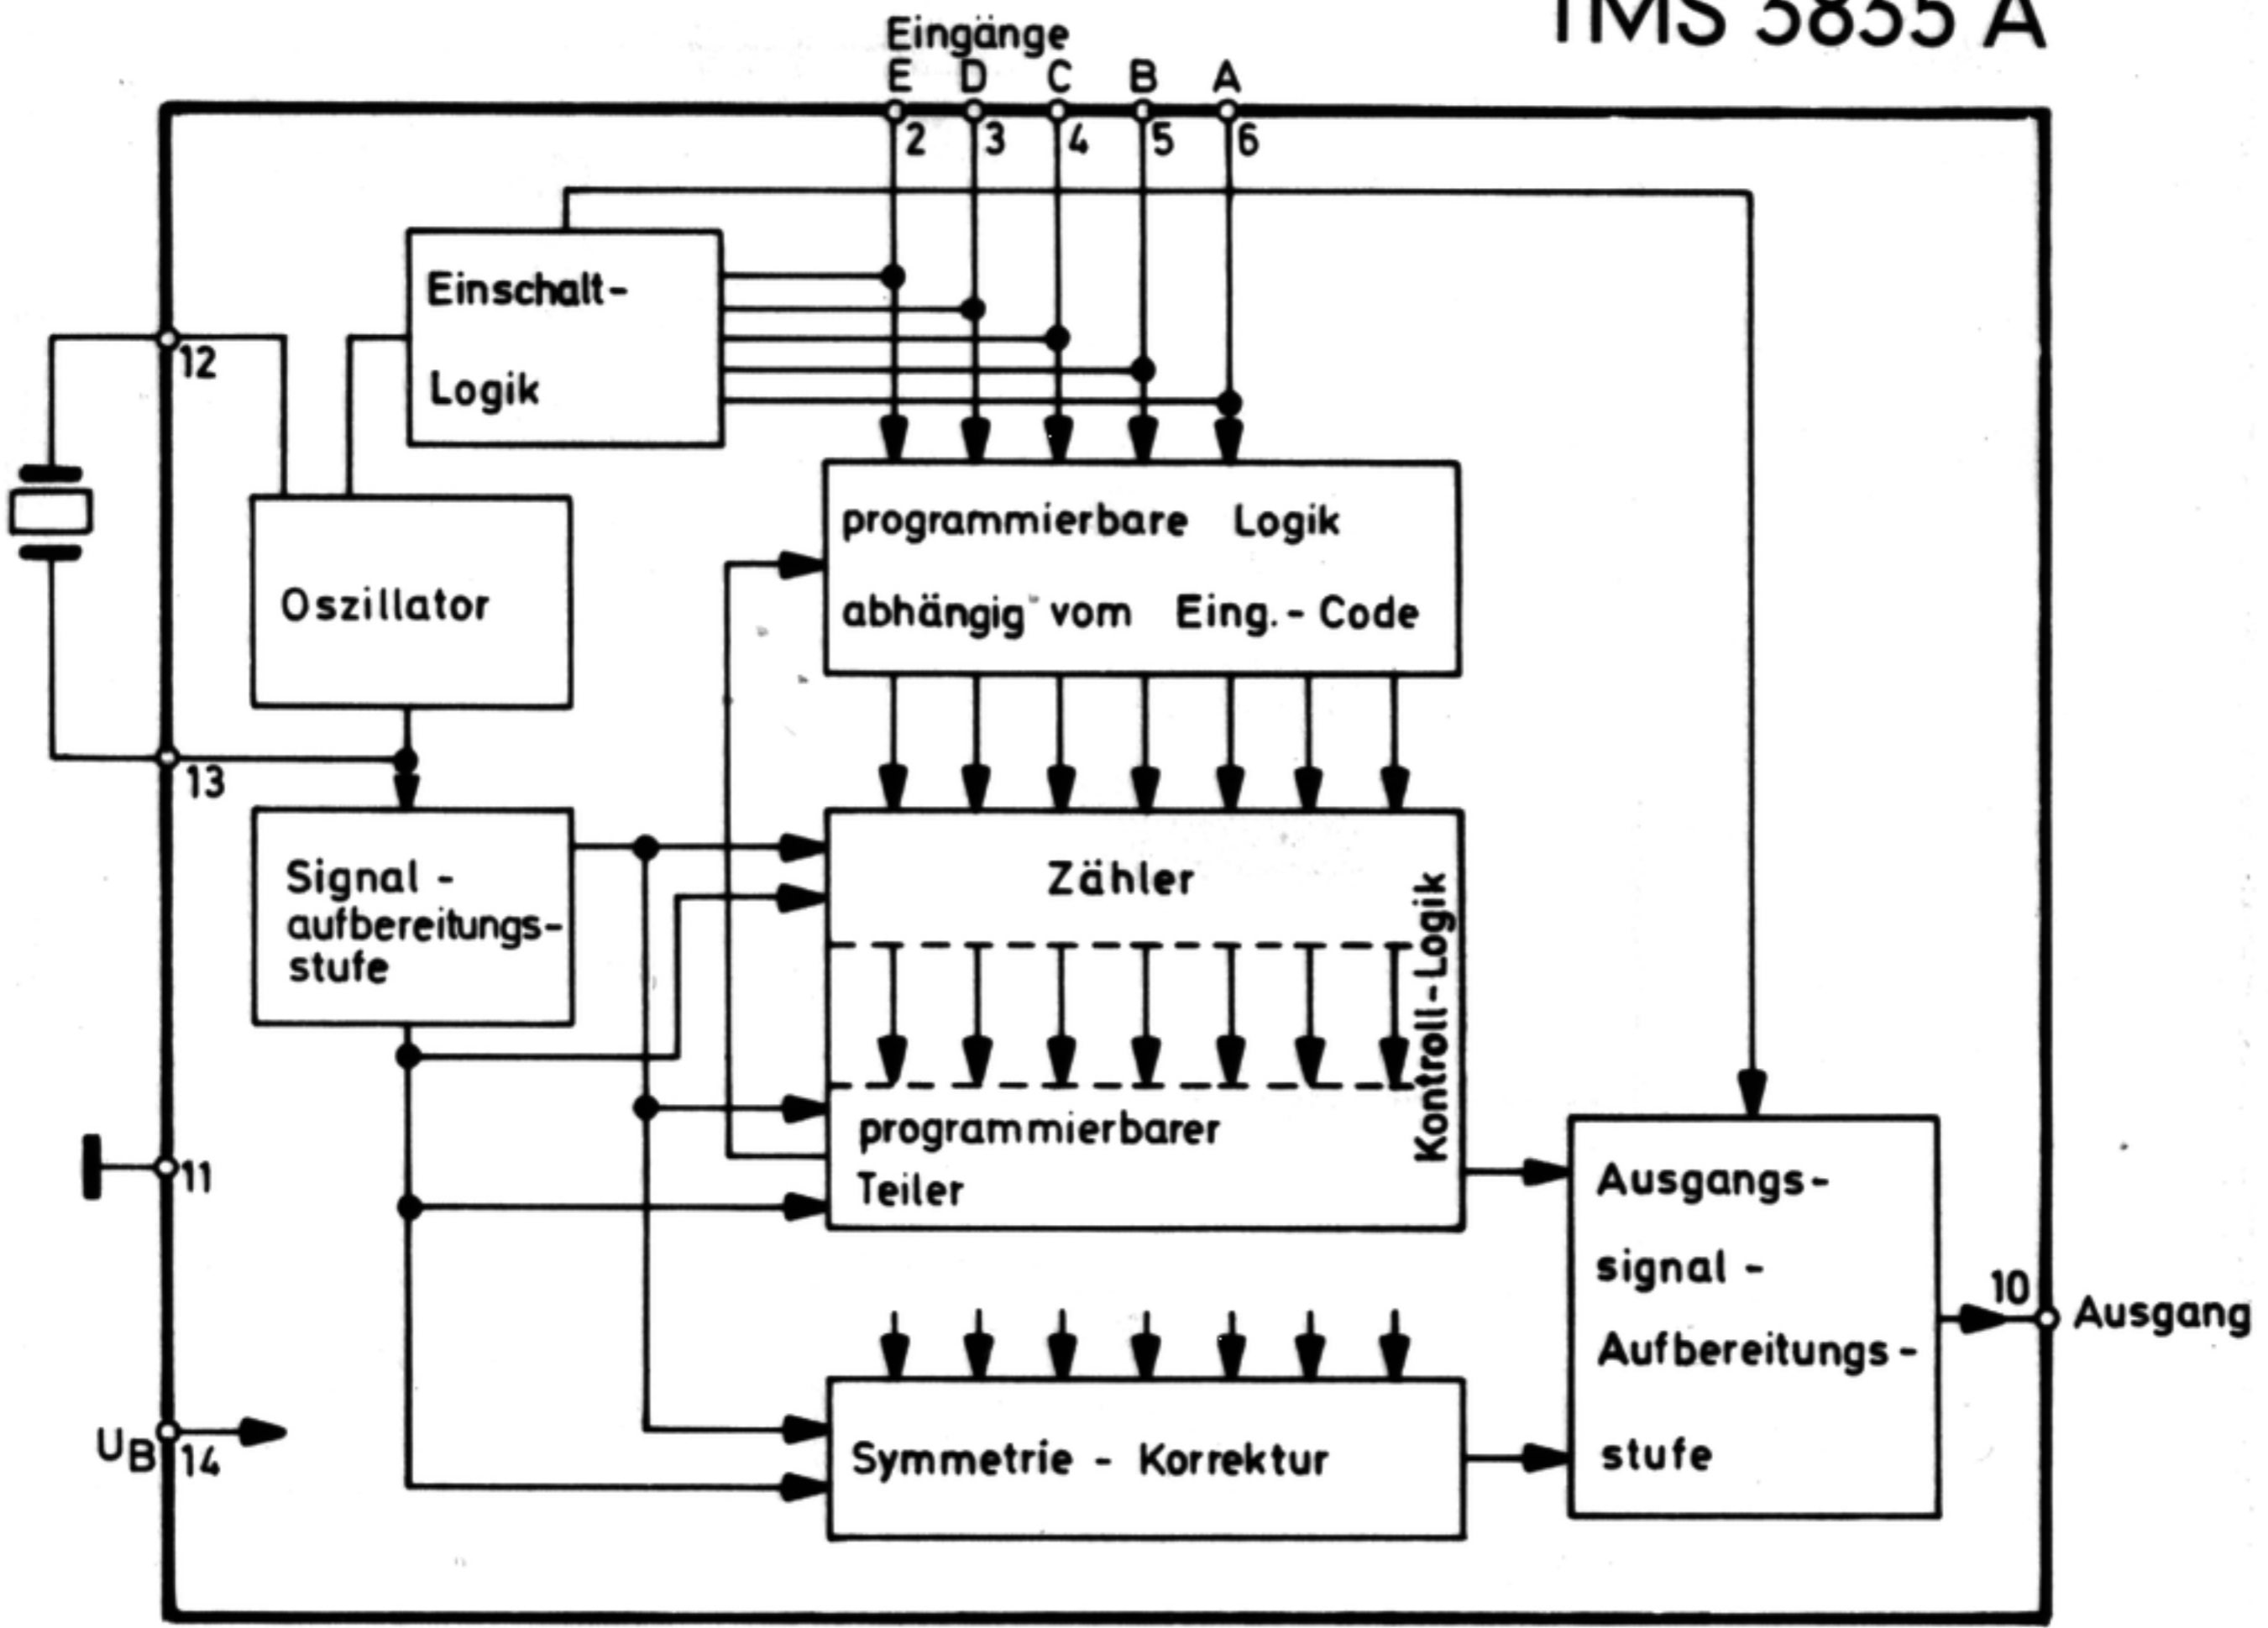 TMS 3835 A
Eingänge
E D C B A
2 3 4 5 6
Einschalt-
Logik
12
programmierbare Logik
abhängig vom Eing.-Code
Oszillator
13
Signal-
aufbereitungs-
stufe
Zähler
Kontroll-Logik
programmierbarer
Teiler
11
Ausgangs-
signal-
Aufbereitungs-
stufe
10
Ausgang
UB
14
Symmetrie - Korrektur